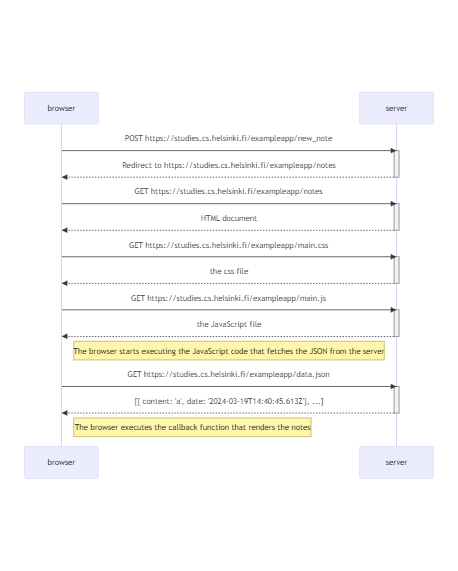 browser
server
POST https://studies.cs.helsinki.fi/exampleapp/new_note
Redirect to https://studies.cs.helsinki.fi/exampleapp/notes
GET https://studies.cs.helsinki.fi/exampleapp/notes
HTML document
GET https://studies.cs.helsinki.fi/exampleapp/main.css
the css file
GET https://studies.cs.helsinki.fi/exampleapp/main.js
the JavaScript file
The browser starts executing the JavaScript code that fetches the JSON from the server
GET https://studies.cs.helsinki.fi/exampleapp/data.json
[{ content: 'a', date: '2024-03-19T14:40:45.613Z'}, ...]
The browser executes the callback function that renders the notes
browser
server